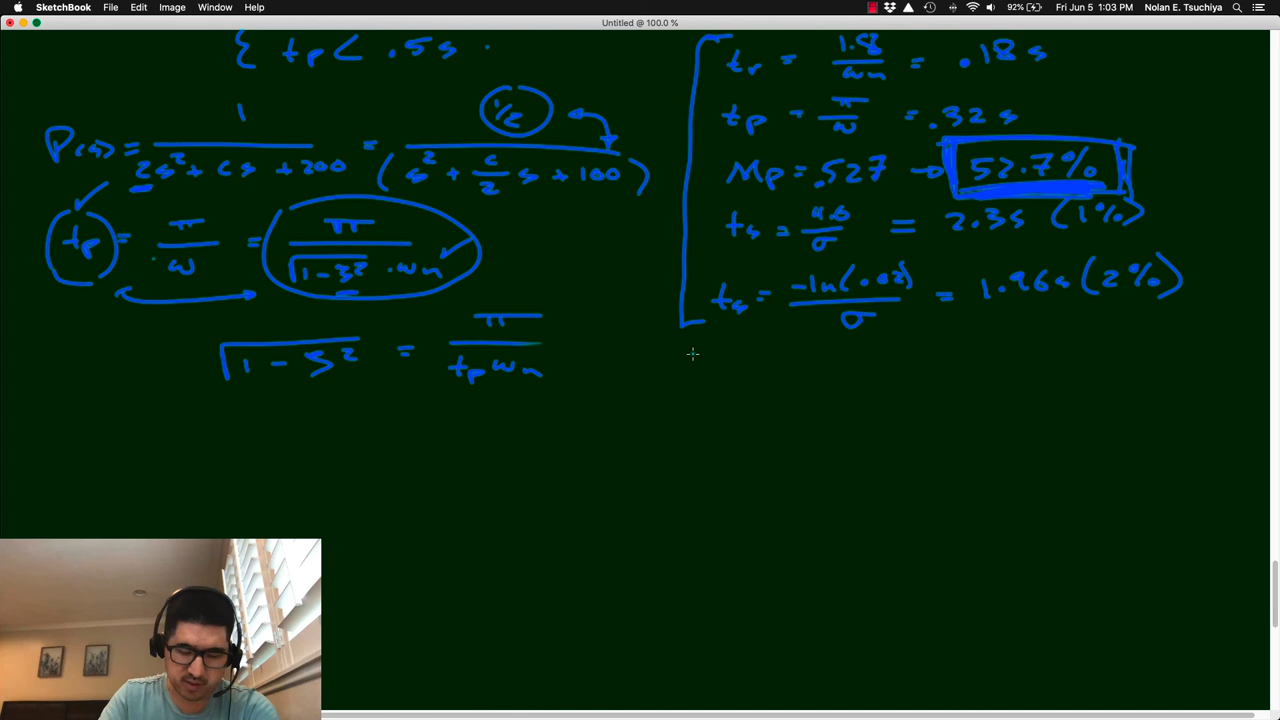 SketchBook File Edit Image Window Help
92% Fri Jun 5 1:03 PM Nolan E. Tsuchiya
Untitled @ 100.0 %
{ tp < .5s
P(s) = 1 / (2s² + cs + 200) = (1/2) / (s² + c/2 s + 100)
tp = π/ω = π / (√(1-ζ²) · ωn)
√(1-ζ²) = π / (tp ωn)
tr = 1.8/ωn = .18 s
tp = π/ω = .32 s
Mp = .527 → 52.7%
ts = 4.6/σ = 2.3s (1%)
ts = -ln(.02)/σ = 1.96s (2%)